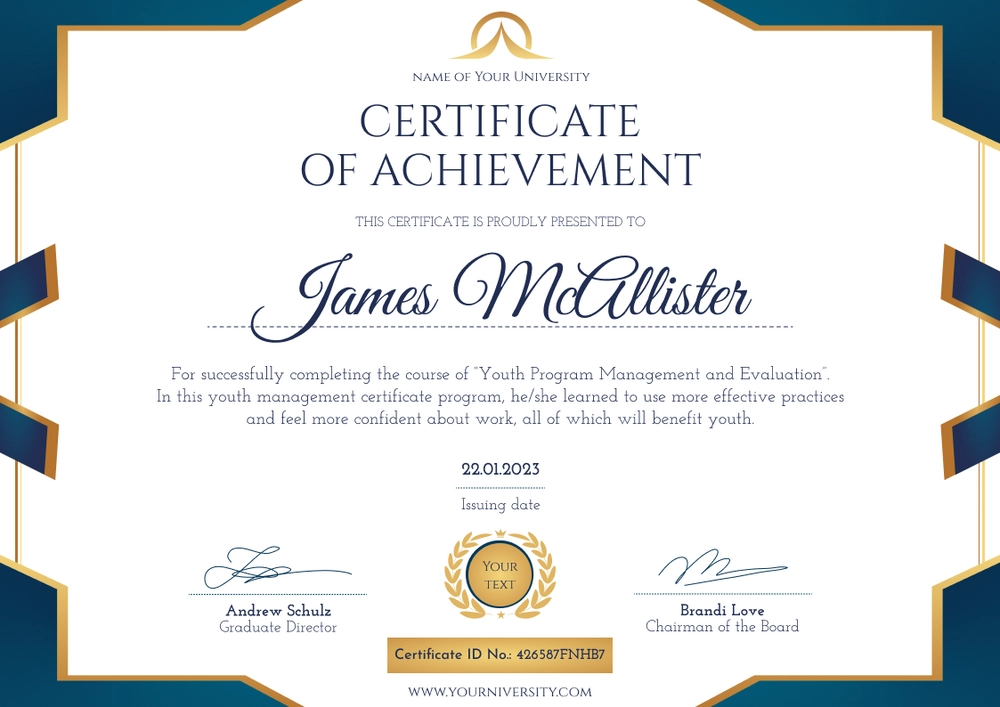 NAME OF YOUR UNIVERSITY
CERTIFICATE
OF ACHIEVEMENT
THIS CERTIFICATE IS PROUDLY PRESENTED TO
James McAllister
For successfully completing the course of "Youth Program Management and Evaluation".
In this youth management certificate program, he/she learned to use more effective practices
and feel more confident about work, all of which will benefit youth.
22.01.2023
Issuing date
YOUR
TEXT
Andrew Schulz
Graduate Director
Brandi Love
Chairman of the Board
Certificate ID No.: 426587FNHB7
WWW.YOURNIVERSITY.COM